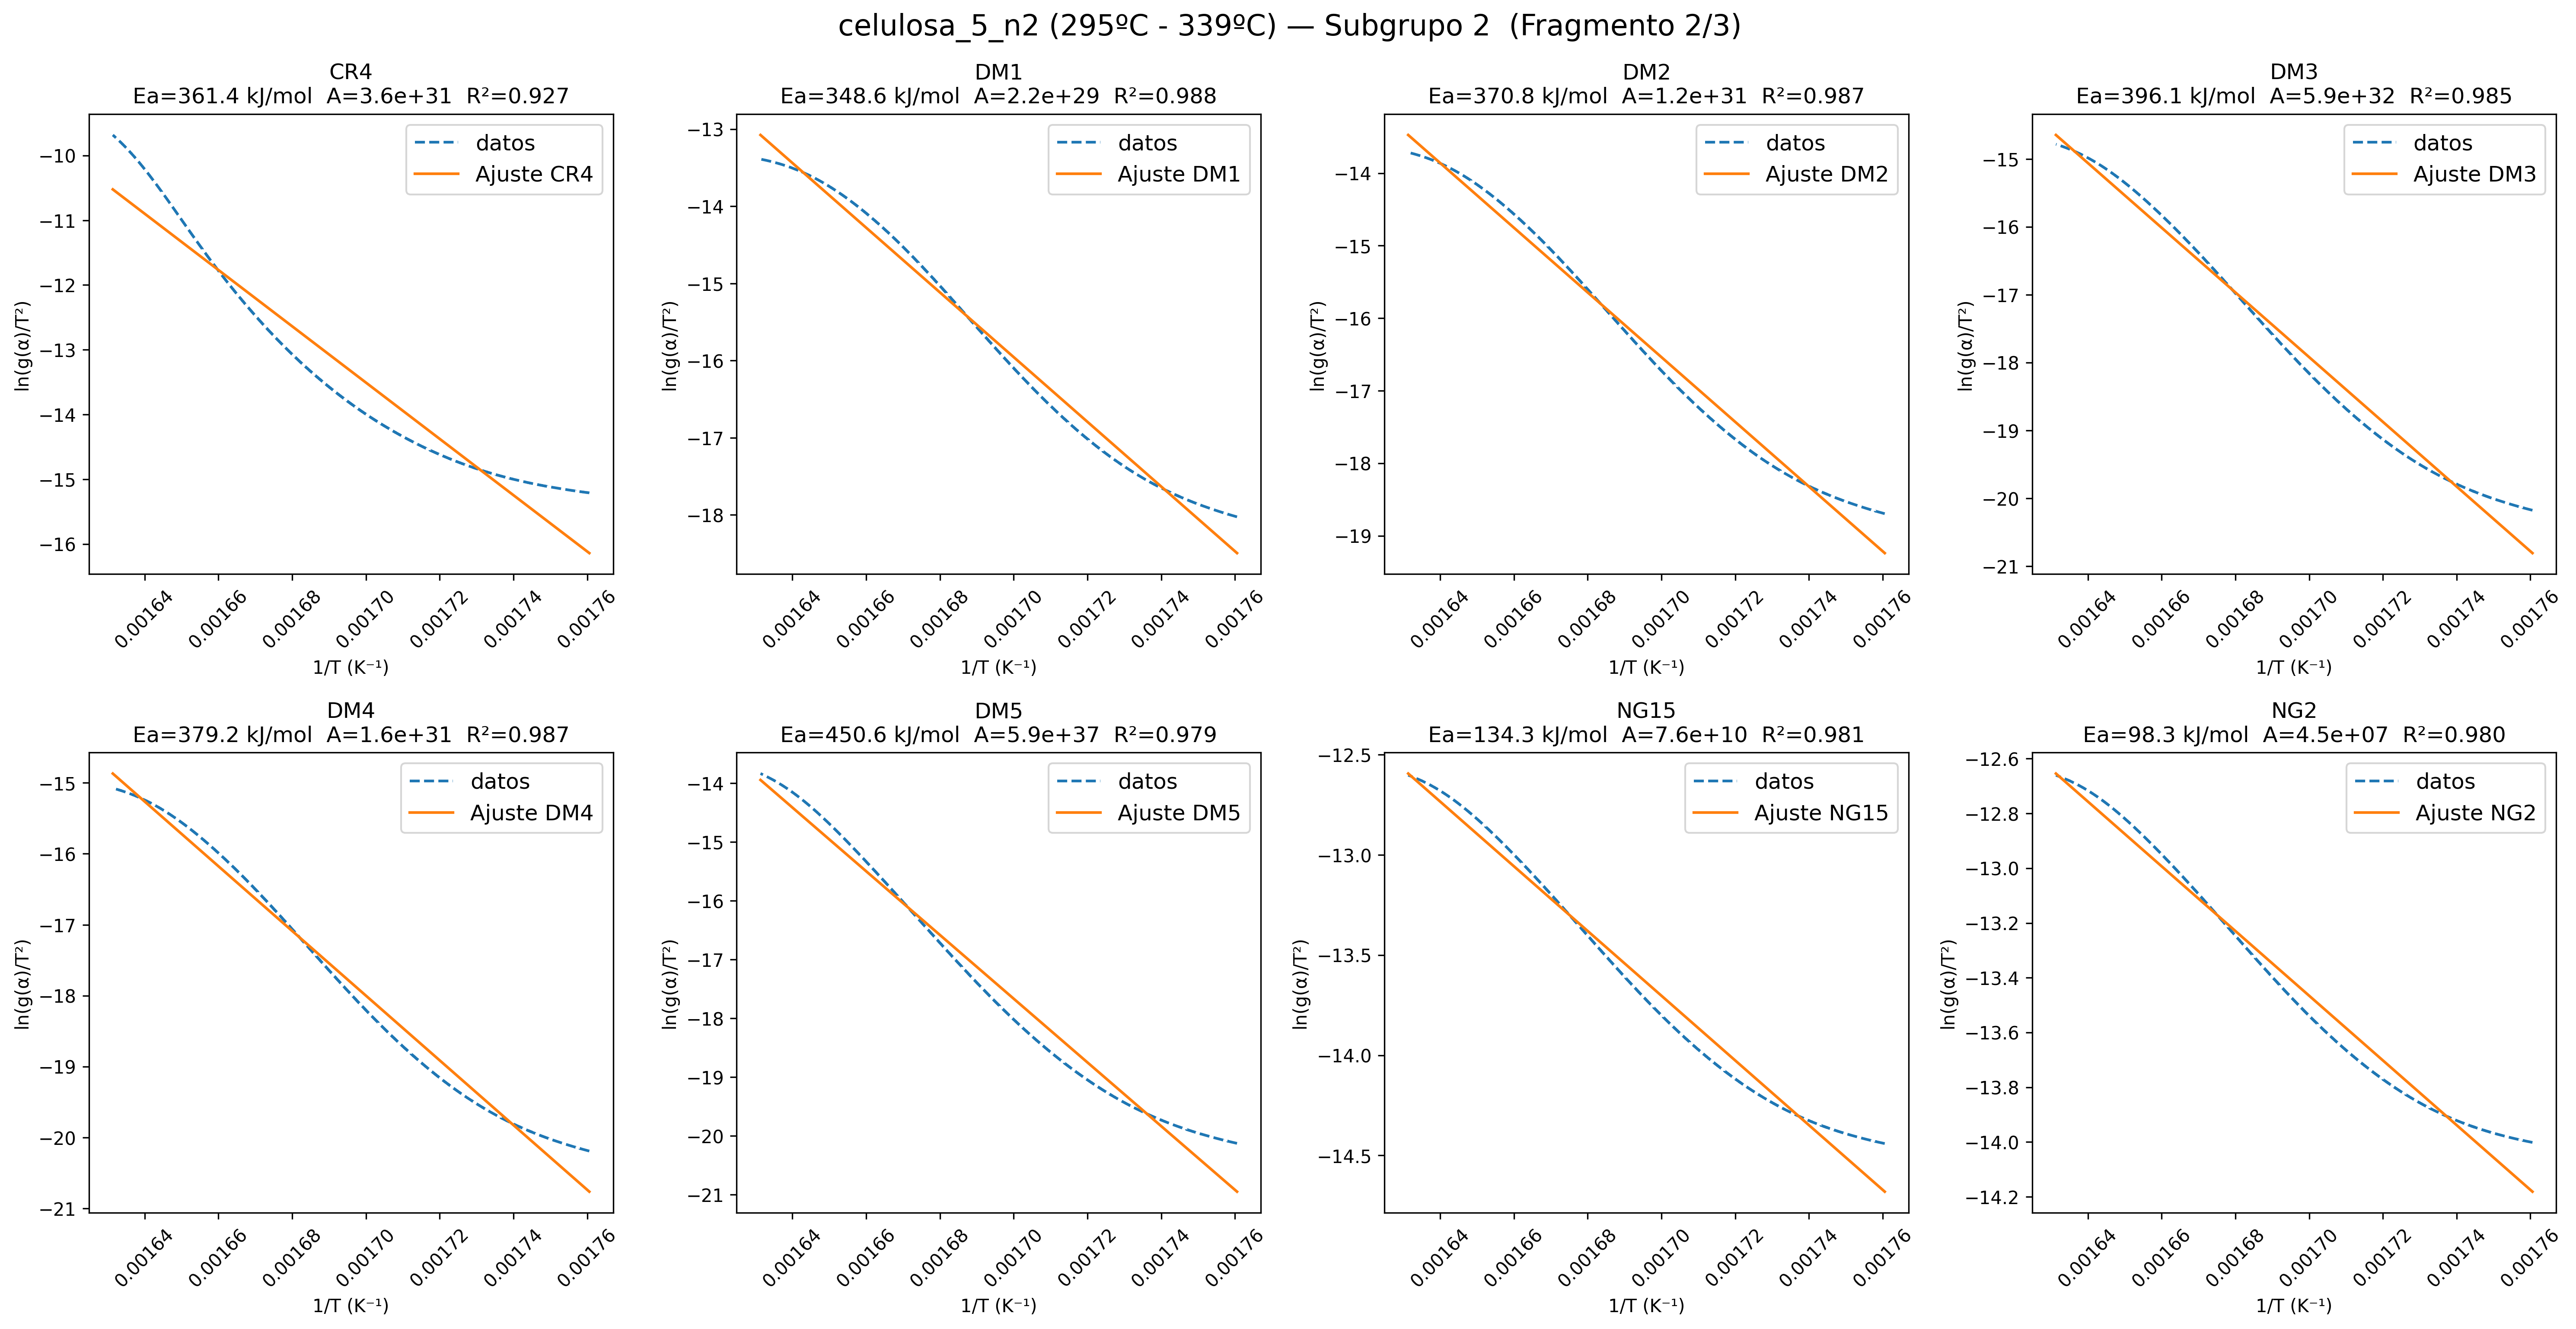 celulosa_5_n2 (295ºC - 339ºC) — Subgrupo 2  (Fragmento 2/3)
CR4
Ea=361.4 kJ/mol  A=3.6e+31  R²=0.927
datos
Ajuste CR4
ln(g(α)/T²)
−10
−11
−12
−13
−14
−15
−16
0.00164
0.00166
0.00168
0.00170
0.00172
0.00174
0.00176
1/T (K⁻¹)
DM1
Ea=348.6 kJ/mol  A=2.2e+29  R²=0.988
datos
Ajuste DM1
ln(g(α)/T²)
−13
−14
−15
−16
−17
−18
0.00164
0.00166
0.00168
0.00170
0.00172
0.00174
0.00176
1/T (K⁻¹)
DM2
Ea=370.8 kJ/mol  A=1.2e+31  R²=0.987
datos
Ajuste DM2
ln(g(α)/T²)
−14
−15
−16
−17
−18
−19
0.00164
0.00166
0.00168
0.00170
0.00172
0.00174
0.00176
1/T (K⁻¹)
DM3
Ea=396.1 kJ/mol  A=5.9e+32  R²=0.985
datos
Ajuste DM3
ln(g(α)/T²)
−15
−16
−17
−18
−19
−20
−21
0.00164
0.00166
0.00168
0.00170
0.00172
0.00174
0.00176
1/T (K⁻¹)
DM4
Ea=379.2 kJ/mol  A=1.6e+31  R²=0.987
datos
Ajuste DM4
ln(g(α)/T²)
−15
−16
−17
−18
−19
−20
−21
0.00164
0.00166
0.00168
0.00170
0.00172
0.00174
0.00176
1/T (K⁻¹)
DM5
Ea=450.6 kJ/mol  A=5.9e+37  R²=0.979
datos
Ajuste DM5
ln(g(α)/T²)
−14
−15
−16
−17
−18
−19
−20
−21
0.00164
0.00166
0.00168
0.00170
0.00172
0.00174
0.00176
1/T (K⁻¹)
NG15
Ea=134.3 kJ/mol  A=7.6e+10  R²=0.981
datos
Ajuste NG15
ln(g(α)/T²)
−12.5
−13.0
−13.5
−14.0
−14.5
0.00164
0.00166
0.00168
0.00170
0.00172
0.00174
0.00176
1/T (K⁻¹)
NG2
Ea=98.3 kJ/mol  A=4.5e+07  R²=0.980
datos
Ajuste NG2
ln(g(α)/T²)
−12.6
−12.8
−13.0
−13.2
−13.4
−13.6
−13.8
−14.0
−14.2
0.00164
0.00166
0.00168
0.00170
0.00172
0.00174
0.00176
1/T (K⁻¹)